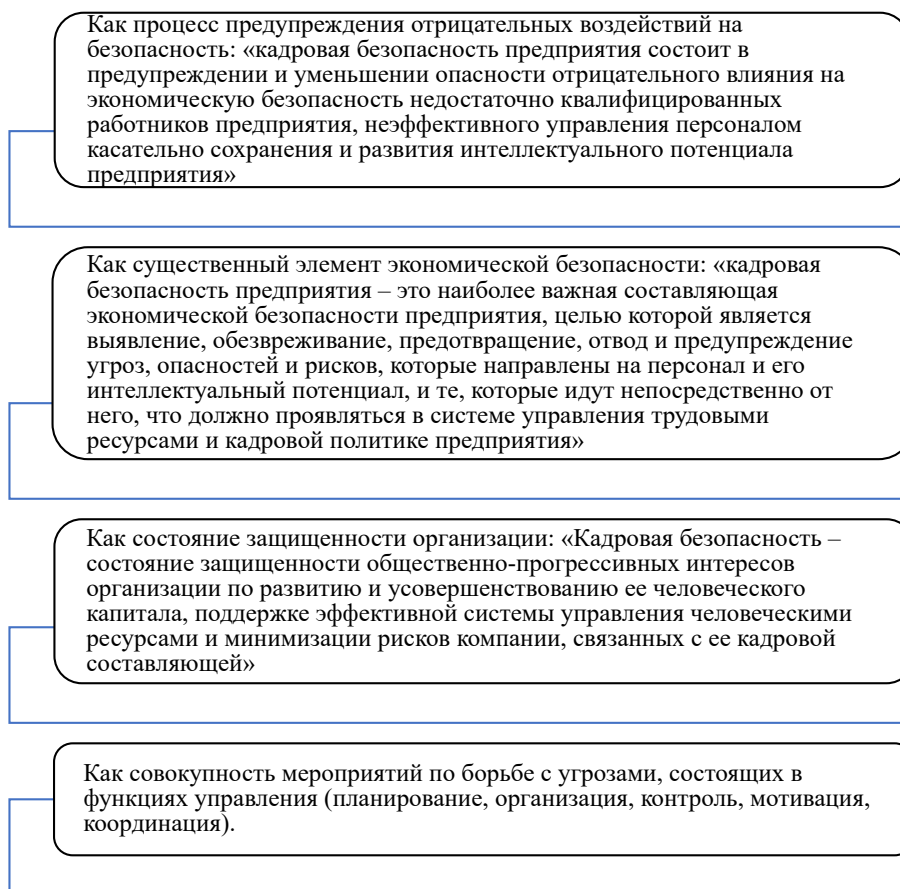 Как процесс предупреждения отрицательных воздействий на
безопасность: «кадровая безопасность предприятия состоит в
предупреждении и уменьшении опасности отрицательного влияния на
экономическую безопасность недостаточно квалифицированных
работников предприятия, неэффективного управления персоналом
касательно сохранения и развития интеллектуального потенциала
предприятия»
Как существенный элемент экономической безопасности: «кадровая
безопасность предприятия – это наиболее важная составляющая
экономической безопасности предприятия, целью которой является
выявление, обезвреживание, предотвращение, отвод и предупреждение
угроз, опасностей и рисков, которые направлены на персонал и его
интеллектуальный потенциал, и те, которые идут непосредственно от
него, что должно проявляться в системе управления трудовыми
ресурсами и кадровой политике предприятия»
Как состояние защищенности организации: «Кадровая безопасность –
состояние защищенности общественно-прогрессивных интересов
организации по развитию и усовершенствованию ее человеческого
капитала, поддержке эффективной системы управления человеческими
ресурсами и минимизации рисков компании, связанных с ее кадровой
составляющей»
Как совокупность мероприятий по борьбе с угрозами, состоящих в
функциях управления (планирование, организация, контроль, мотивация,
координация).